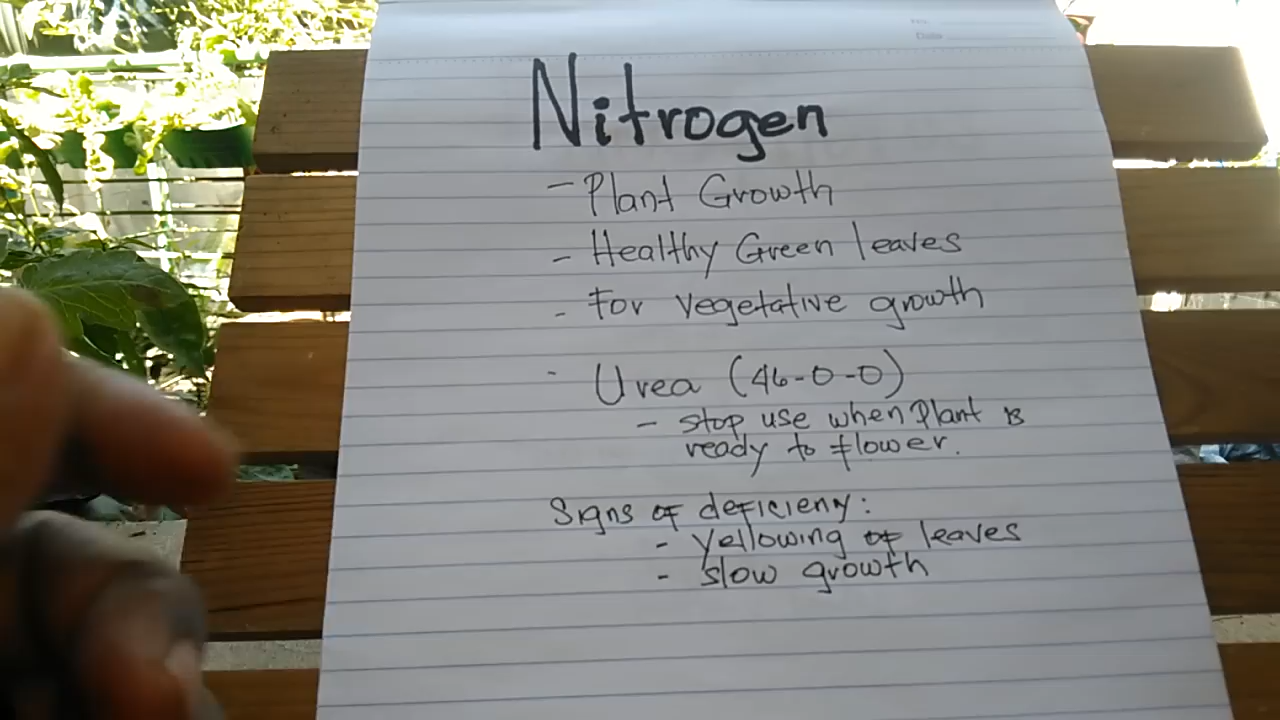 Nitrogen
- Plant Growth
- Healthy Green leaves
- For vegetative growth
- Urea (46-0-0)
- stop use when Plant is
ready to flower.
Signs of deficieny:
- yellowing of leaves
- slow growth